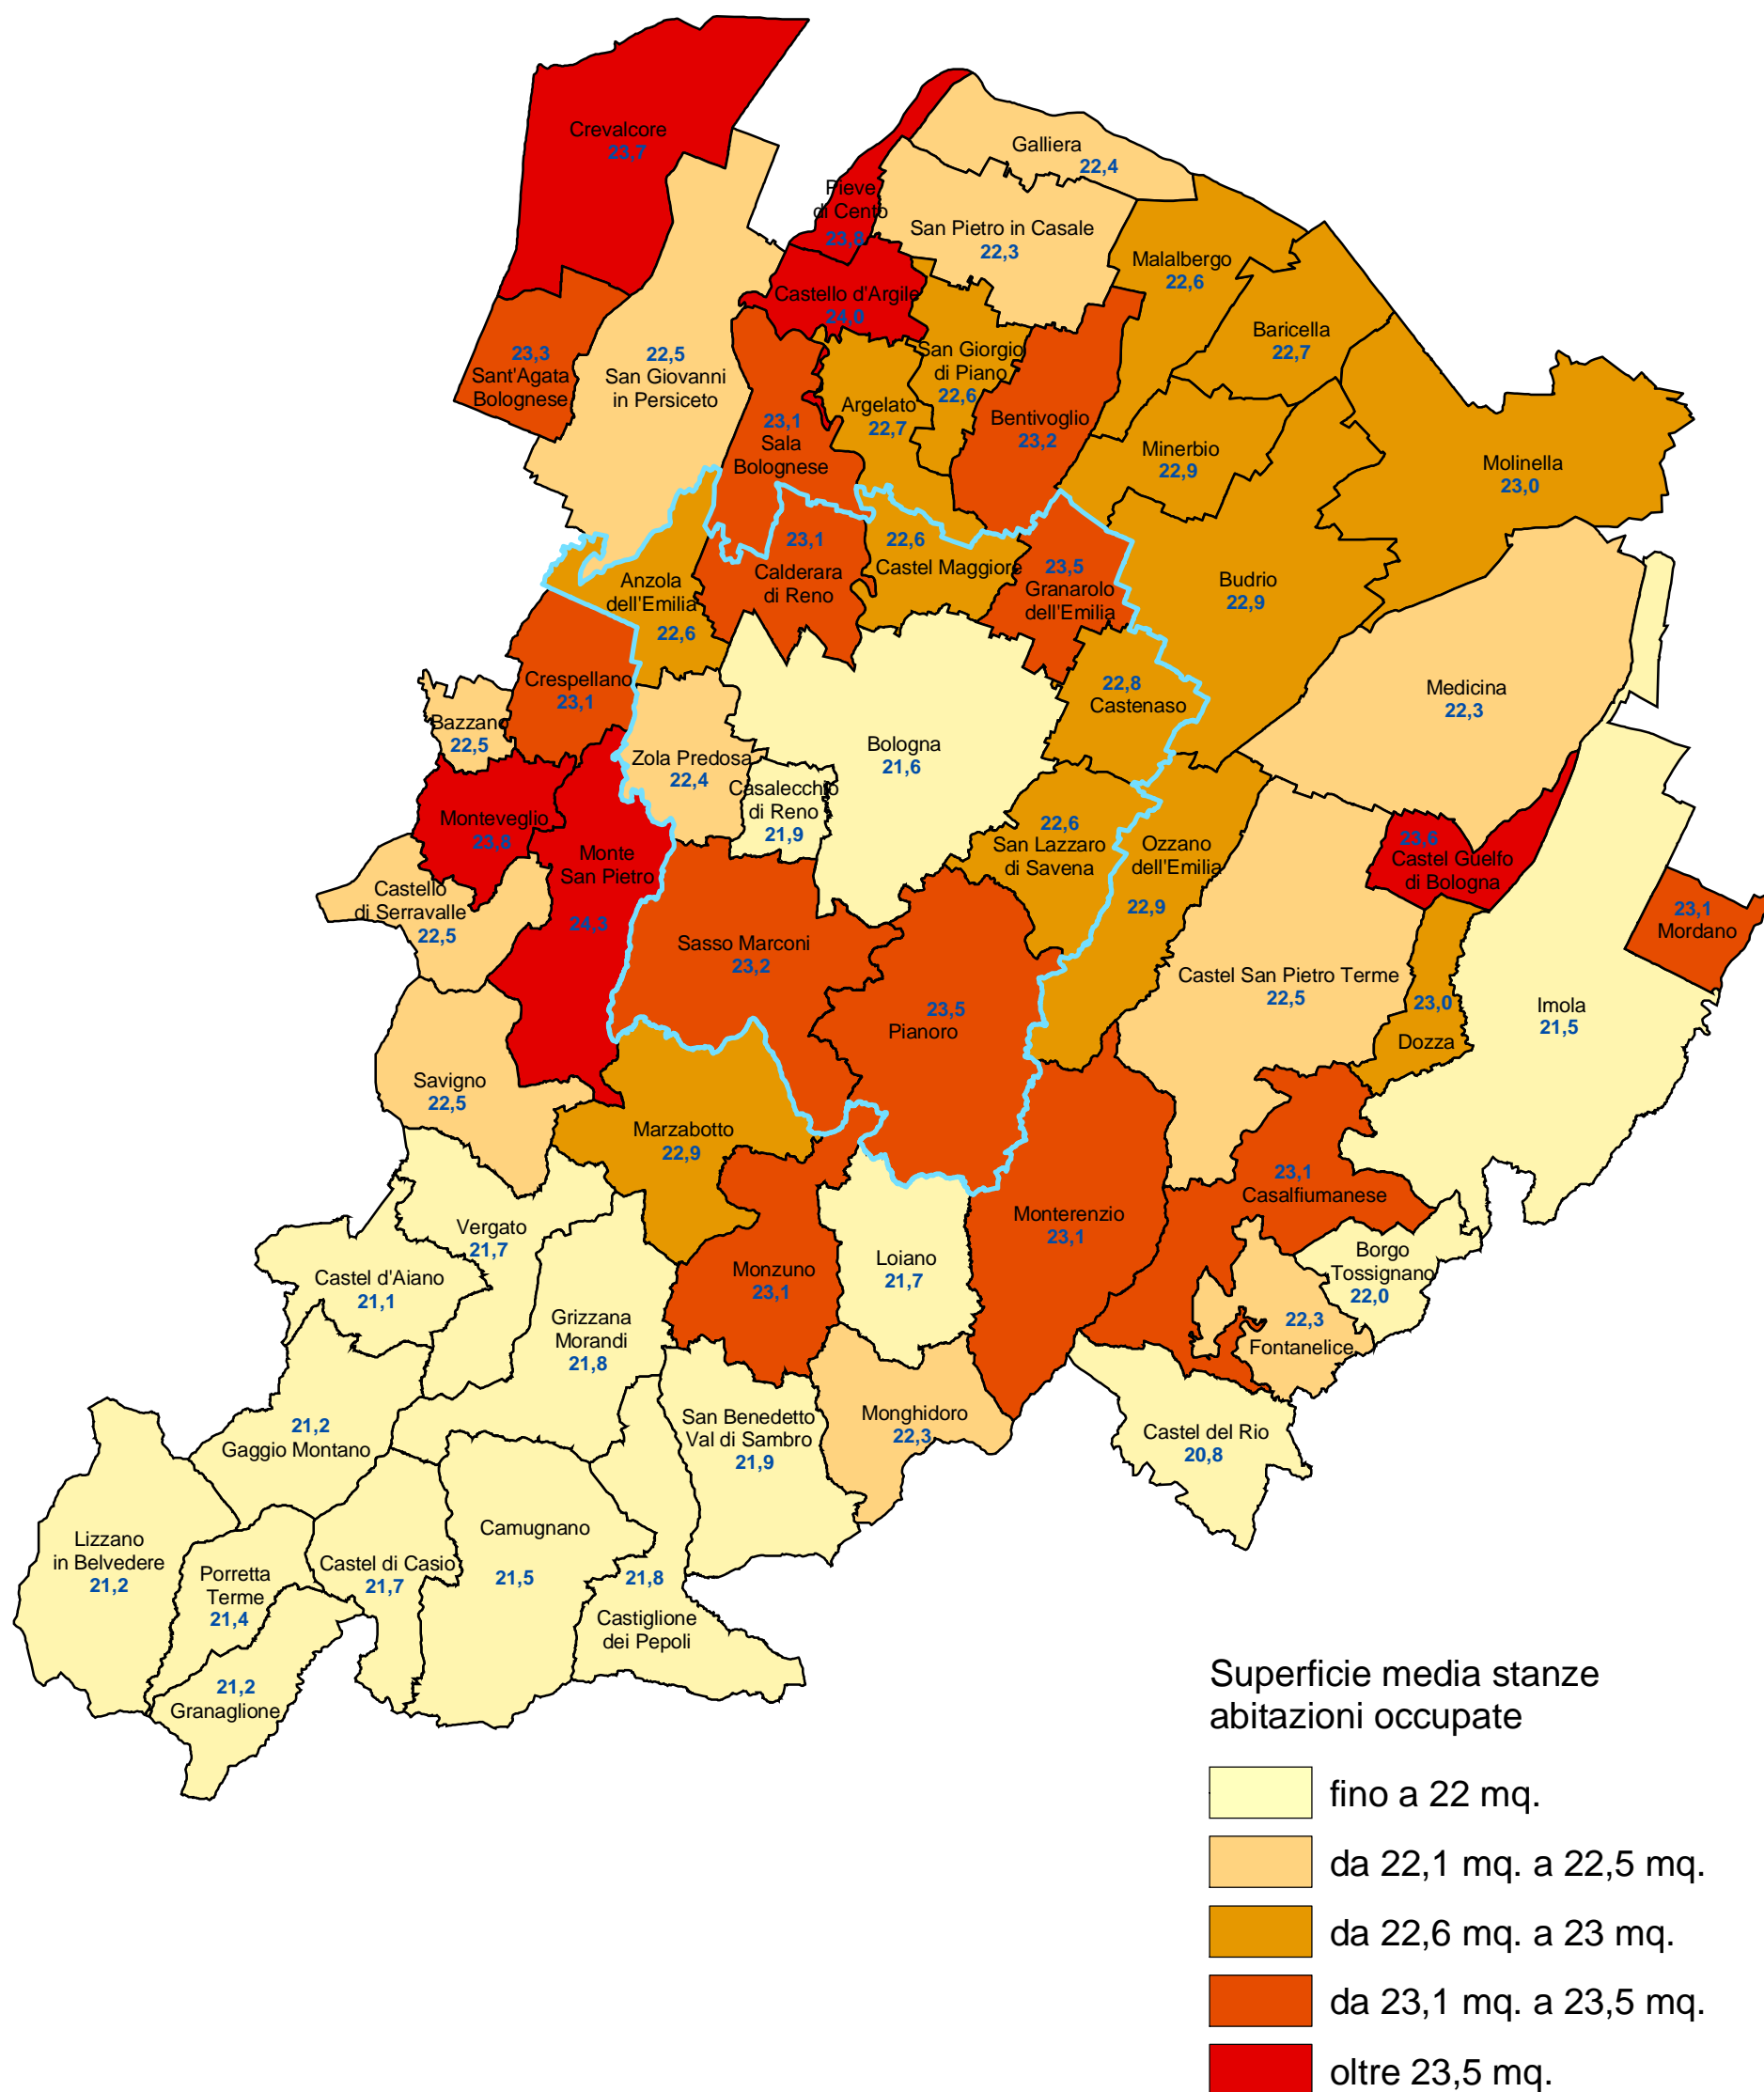 Crevalcore
23,7
Galliera
22,4
Pieve
di Cento
23,8
San Pietro in Casale
22,3
Malalbergo
22,6
Castello d'Argile
24,0
Baricella
22,7
23,3
Sant'Agata
Bolognese
22,5
San Giovanni
in Persiceto
San Giorgio
di Piano
22,6
Argelato
22,7
Bentivoglio
23,2
23,1
Sala
Bolognese
Minerbio
22,9
Molinella
23,0
23,1
Calderara
di Reno
22,6
Castel Maggiore
23,5
Granarolo
dell'Emilia
Anzola
dell'Emilia
22,6
Budrio
22,9
Crespellano
23,1
22,8
Castenaso
Medicina
22,3
Bazzano
22,5
Bologna
21,6
Zola Predosa
22,4
Casalecchio
di Reno
21,9
Monteveglio
23,8
Monte
San Pietro
24,3
22,6
San Lazzaro
di Savena
Ozzano
dell'Emilia
22,9
23,6
Castel Guelfo
di Bologna
Castello
di Serravalle
22,5
23,1
Mordano
Sasso Marconi
23,2
Castel San Pietro Terme
22,5
23,0
Dozza
Imola
21,5
23,5
Pianoro
Savigno
22,5
Marzabotto
22,9
23,1
Casalfiumanese
Vergato
21,7
Monterenzio
23,1
Loiano
21,7
Borgo
Tossignano
22,0
Castel d'Aiano
21,1
Monzuno
23,1
Grizzana
Morandi
21,8
22,3
Fontanelice
21,2
Gaggio Montano
San Benedetto
Val di Sambro
21,9
Monghidoro
22,3
Castel del Rio
20,8
Lizzano
in Belvedere
21,2
Camugnano
21,5
Porretta
Terme
21,4
Castel di Casio
21,7
21,8
Castiglione
dei Pepoli
21,2
Granaglione
Superficie media stanze
abitazioni occupate
fino a 22 mq.
da 22,1 mq. a 22,5 mq.
da 22,6 mq. a 23 mq.
da 23,1 mq. a 23,5 mq.
oltre 23,5 mq.